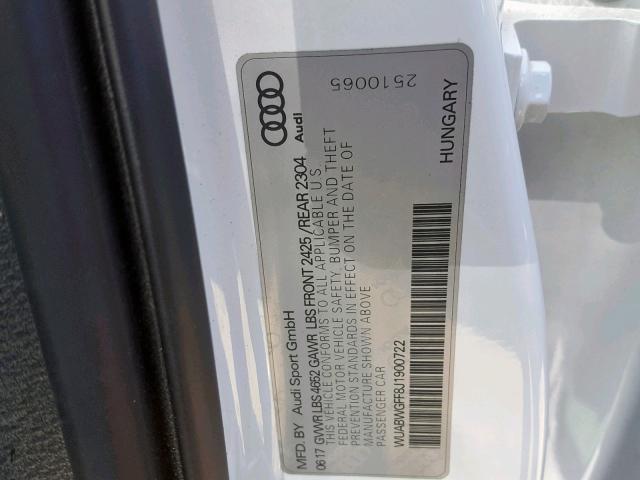 MFD. BY Audi Sport GmbH
0617 GVWR LBS 4652 GAWR LBS FRONT 2425 / REAR 2304
THIS VEHICLE CONFORMS TO ALL APPLICABLE U.S.
FEDERAL MOTOR VEHICLE SAFETY, BUMPER AND THEFT
PREVENTION STANDARDS IN EFFECT ON THE DATE OF
MANUFACTURE SHOWN ABOVE
PASSENGER CAR
WUABWGFF8J1900722
Audi
2510065
HUNGARY